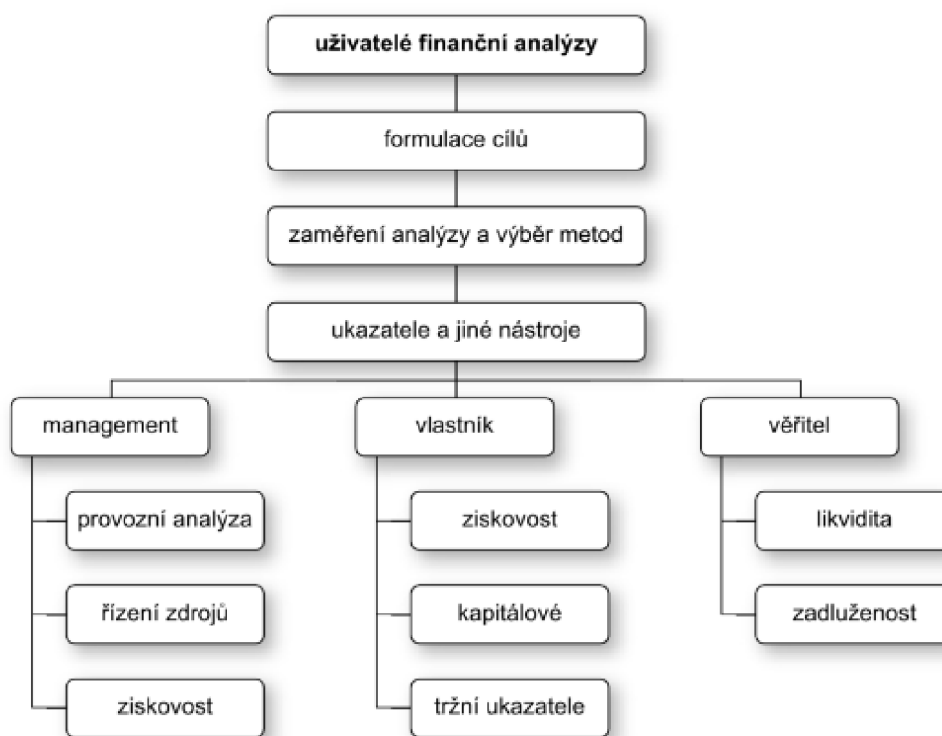 uživatelé finanční analýzy
formulace cílů
zaměření analýzy a výběr metod
ukazatele a jiné nástroje
management
vlastník
věřitel
provozní analýza
ziskovost
likvidita
řízení zdrojů
kapitálové
zadluženost
ziskovost
tržní ukazatele